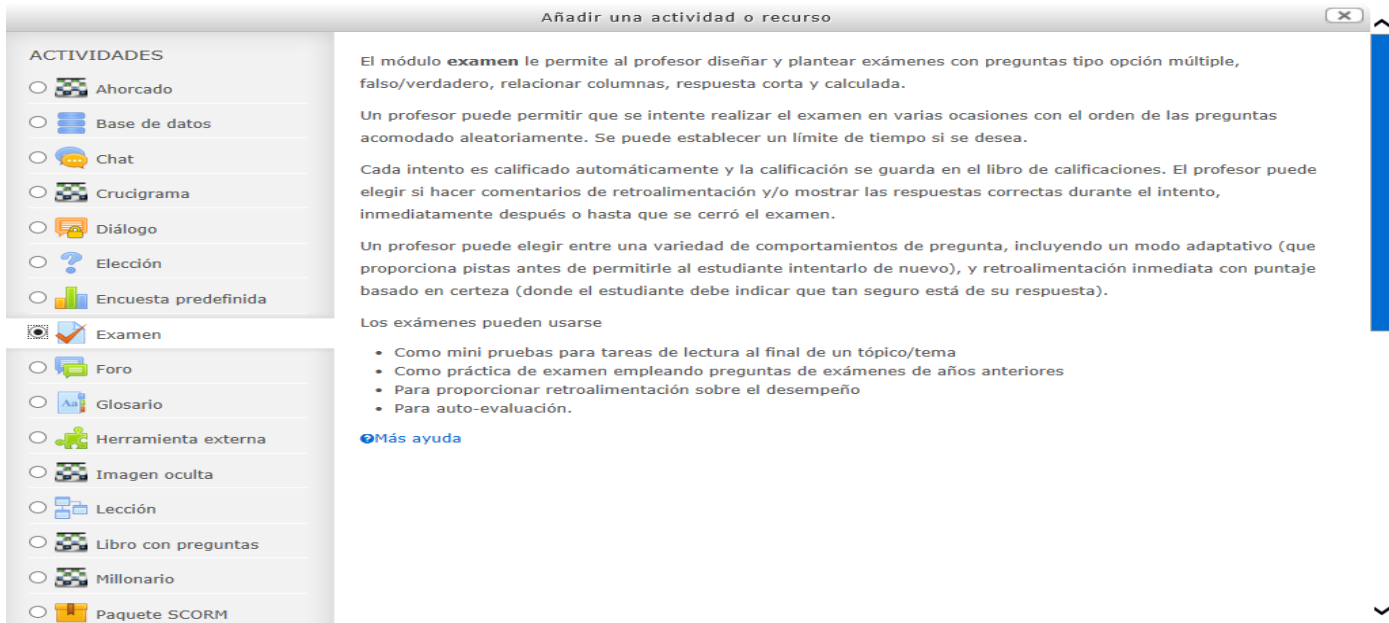 Añadir una actividad o recurso
ACTIVIDADES
Ahorcado
Base de datos
Chat
Crucigrama
Diálogo
Elección
Encuesta predefinida
Examen
Foro
Glosario
Herramienta externa
Imagen oculta
Lección
Libro con preguntas
Millonario
Paquete SCORM
El módulo examen le permite al profesor diseñar y plantear exámenes con preguntas tipo opción múltiple,
falso/verdadero, relacionar columnas, respuesta corta y calculada.
Un profesor puede permitir que se intente realizar el examen en varias ocasiones con el orden de las preguntas
acomodado aleatoriamente. Se puede establecer un límite de tiempo si se desea.
Cada intento es calificado automáticamente y la calificación se guarda en el libro de calificaciones. El profesor puede
elegir si hacer comentarios de retroalimentación y/o mostrar las respuestas correctas durante el intento,
inmediatamente después o hasta que se cerró el examen.
Un profesor puede elegir entre una variedad de comportamientos de pregunta, incluyendo un modo adaptativo (que
proporciona pistas antes de permitirle al estudiante intentarlo de nuevo), y retroalimentación inmediata con puntaje
basado en certeza (donde el estudiante debe indicar que tan seguro está de su respuesta).
Los exámenes pueden usarse
• Como mini pruebas para tareas de lectura al final de un tópico/tema
• Como práctica de examen empleando preguntas de exámenes de años anteriores
• Para proporcionar retroalimentación sobre el desempeño
• Para auto-evaluación.
Más ayuda